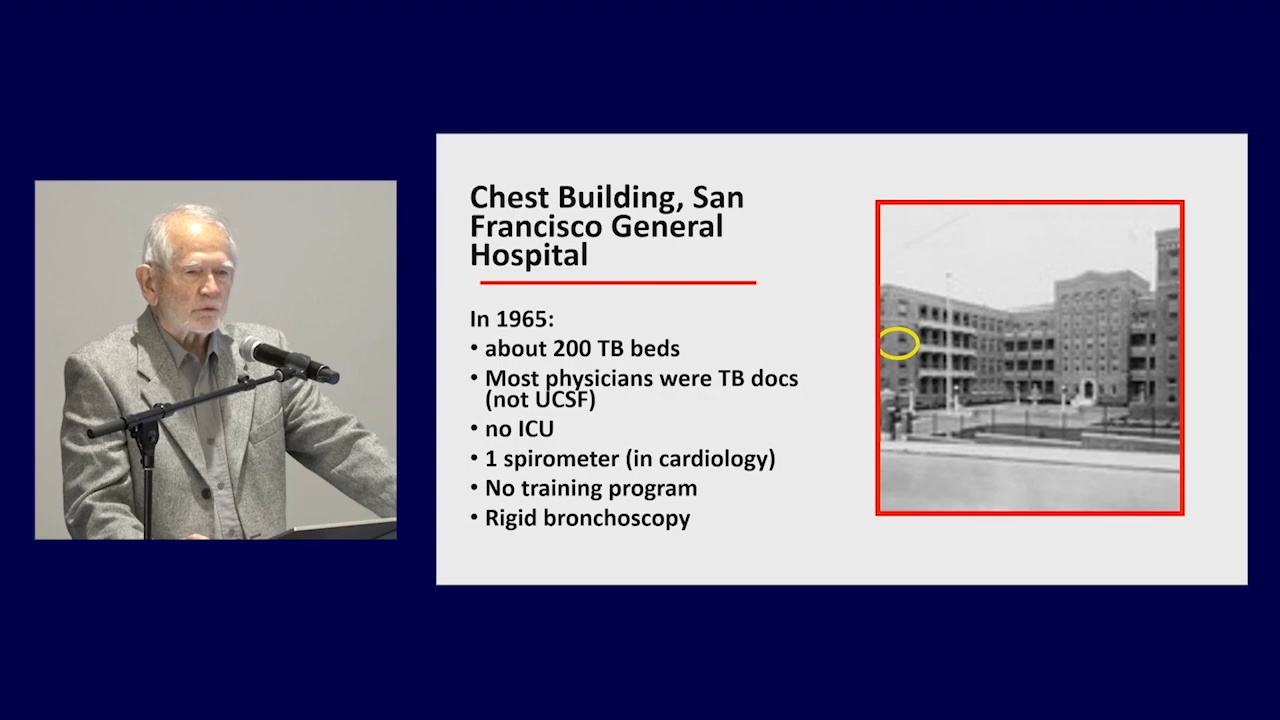 Chest Building, San
Francisco General
Hospital
In 1965:
• about 200 TB beds
• Most physicians were TB docs
(not UCSF)
• no ICU
• 1 spirometer (in cardiology)
• No training program
• Rigid bronchoscopy